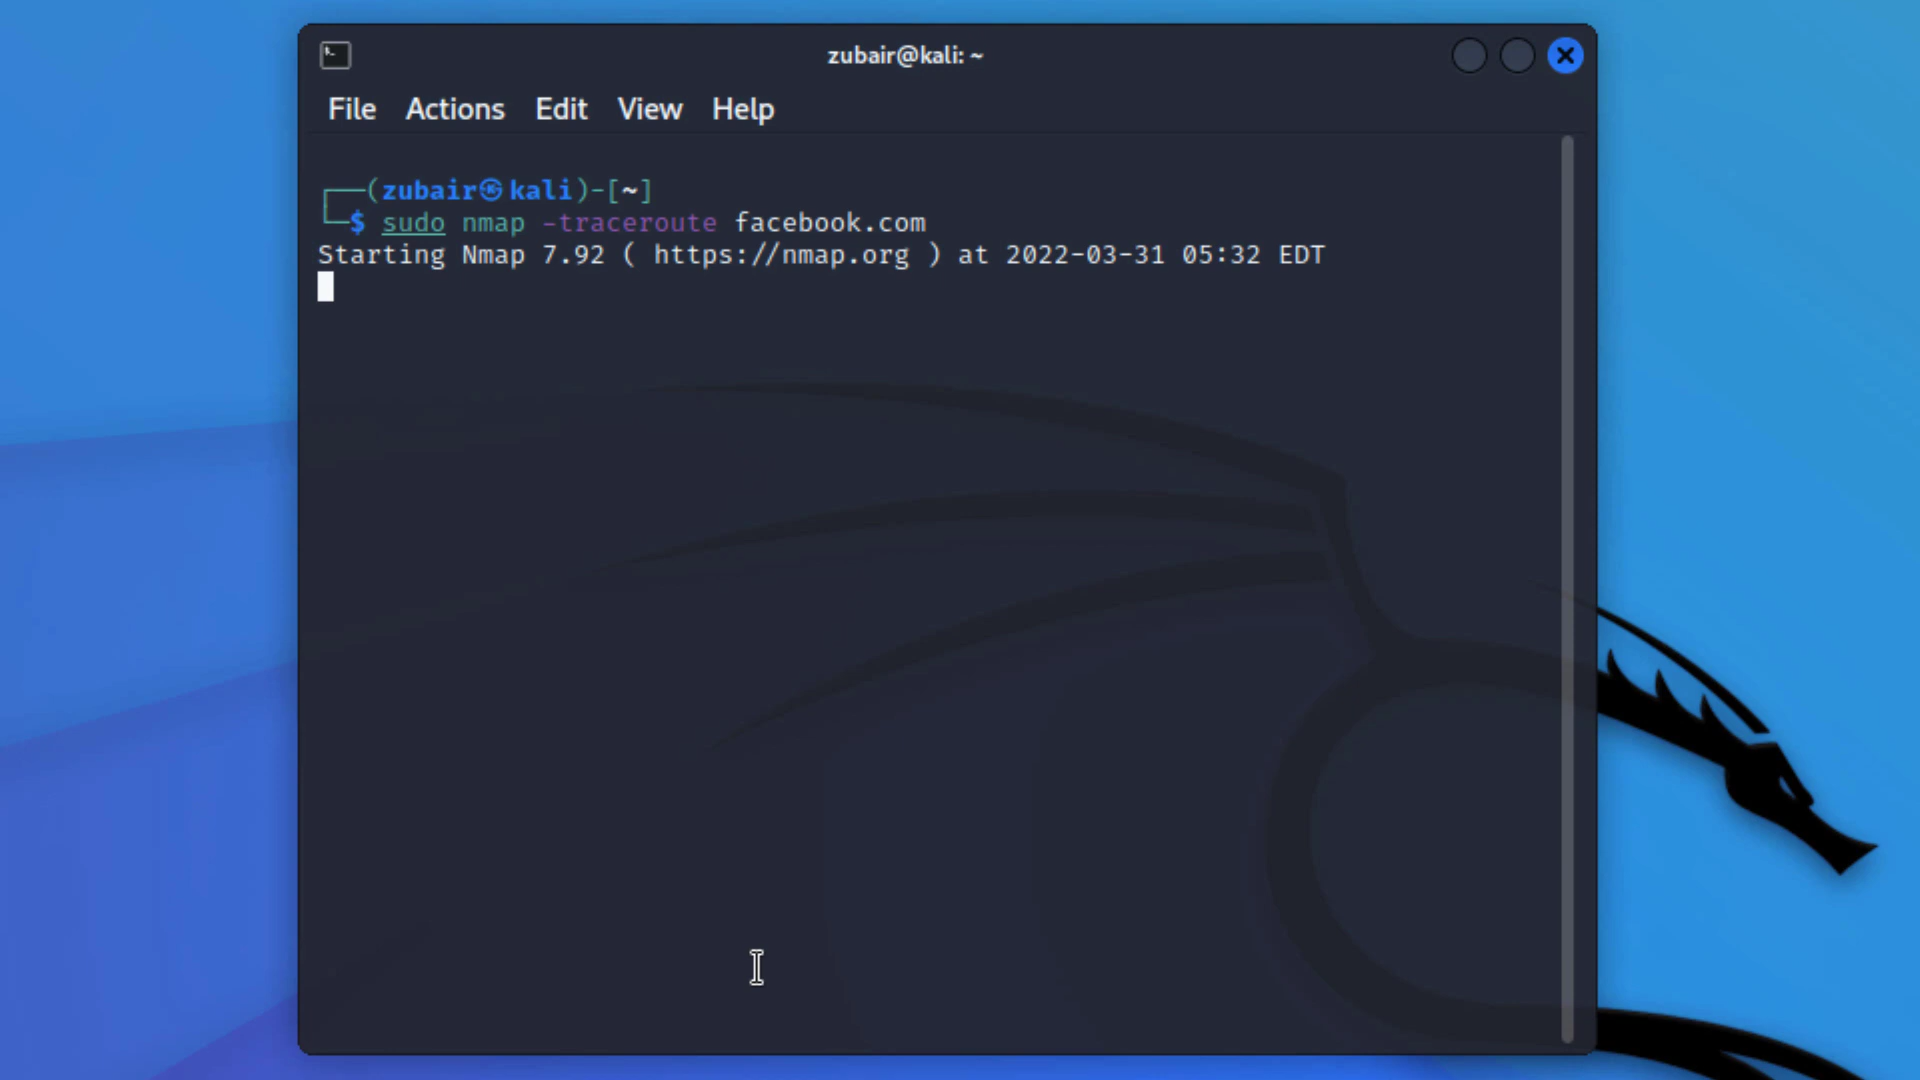 zubair@kali: ~
File Actions Edit View Help
┌──(zubair㉿kali)-[~]
└─$ sudo nmap -traceroute facebook.com
Starting Nmap 7.92 ( https://nmap.org ) at 2022-03-31 05:32 EDT